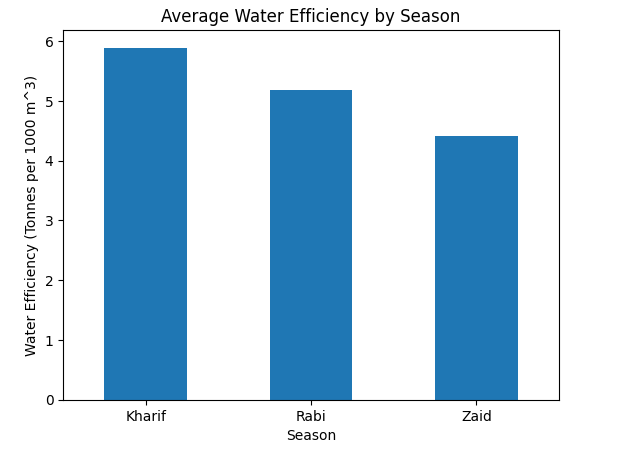 Average Water Efficiency by Season
Water Efficiency (Tonnes per 1000 m^3)
6
5
4
3
2
1
0
Kharif Rabi Zaid
Season